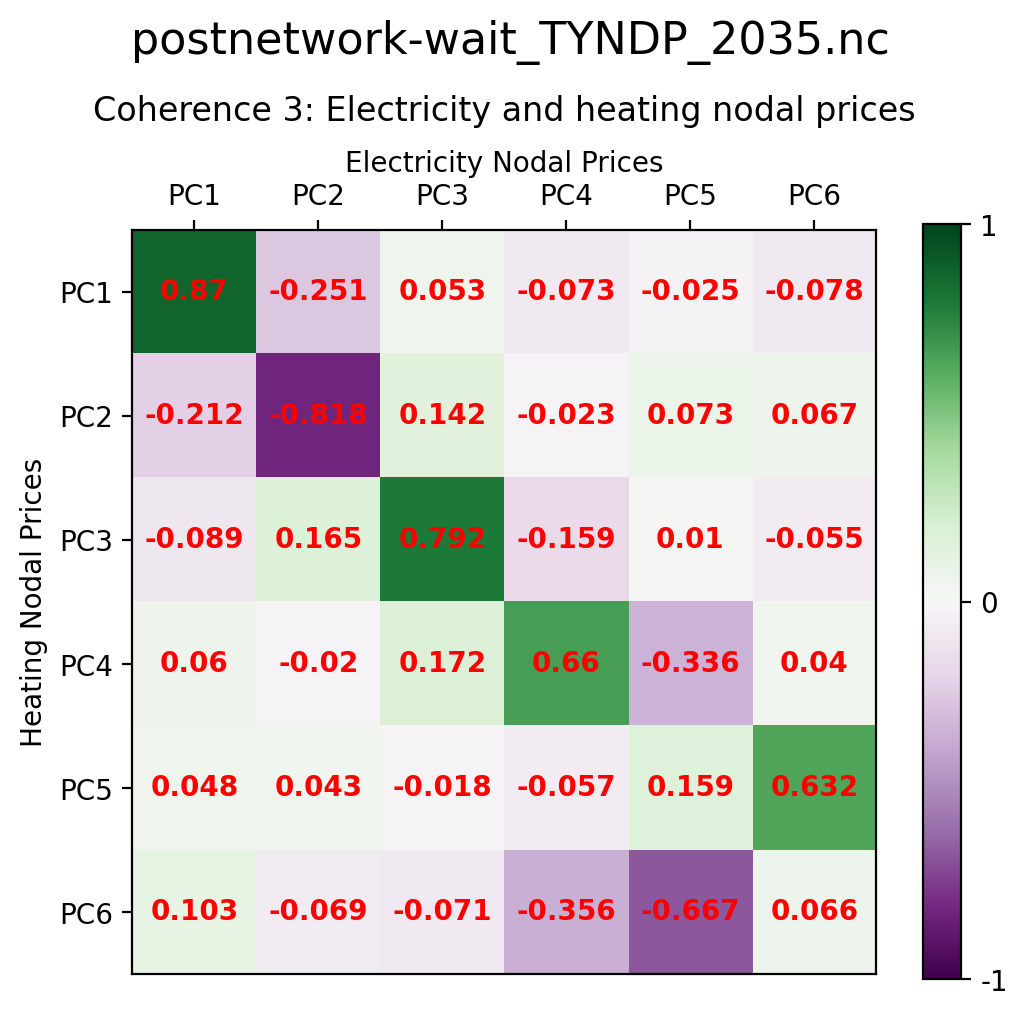 postnetwork-wait_TYNDP_2035.nc
Coherence 3: Electricity and heating nodal prices
Electricity Nodal Prices
PC1 PC2 PC3 PC4 PC5 PC6
1
PC1 0.87 -0.251 0.053 -0.073 -0.025 -0.078
PC2 -0.212 -0.818 0.142 -0.023 0.073 0.067
PC3 -0.089 0.165 0.792 -0.159 0.01 -0.055
0
PC4 0.06 -0.02 0.172 0.66 -0.336 0.04
PC5 0.048 0.043 -0.018 -0.057 0.159 0.632
PC6 0.103 -0.069 -0.071 -0.356 -0.667 0.066
-1
Heating Nodal Prices